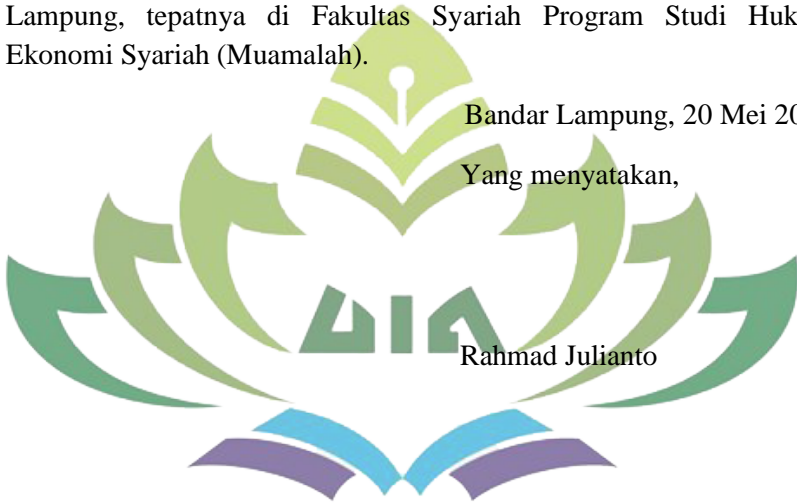 Lampung, tepatnya di Fakultas Syariah Program Studi Huk
Ekonomi Syariah (Muamalah).
Bandar Lampung, 20 Mei 20
Yang menyatakan,
UIN
Rahmad Julianto